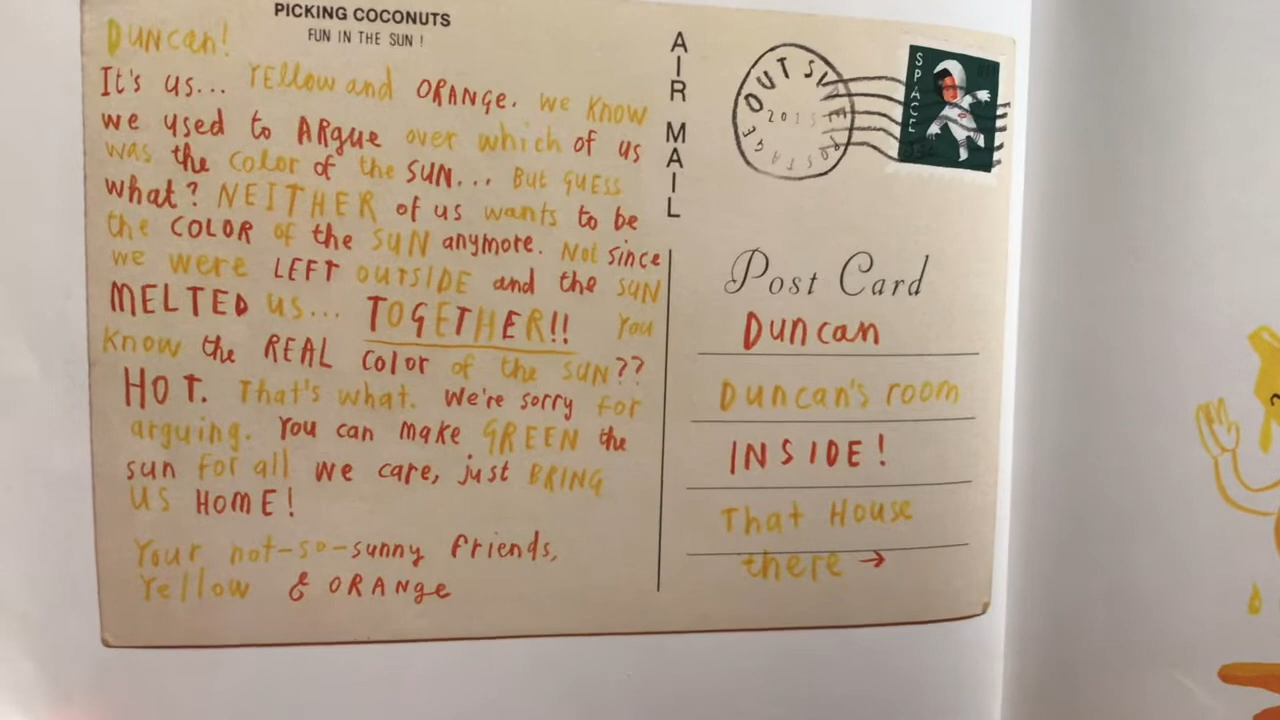 PICKING COCONUTS
FUN IN THE SUN !
DUNCan!
It's us... YEllow and ORANGE. we Know
we used to ARgue over which of us
was the color of the SUN... BUt GUESS
what? NEITHER of us wants to be
the COLOR of the SUN anymore. Not since
we were LEFT OUTSIDE and the SUN
MELTED us... TOGETHER!! You
know the REAL color of the SUN??
HOT. That's what. We're sorry for
arguing. You can make GREEN the
sun for all we care, just BRING
US HOME!
Your not-so-sunny friends,
Yellow & ORANge
AIR MAIL
OUT SIDE
2015
POSTAGE
SPACE
Post Card
Duncan
Duncan's room
INSIDE!
That House
there →